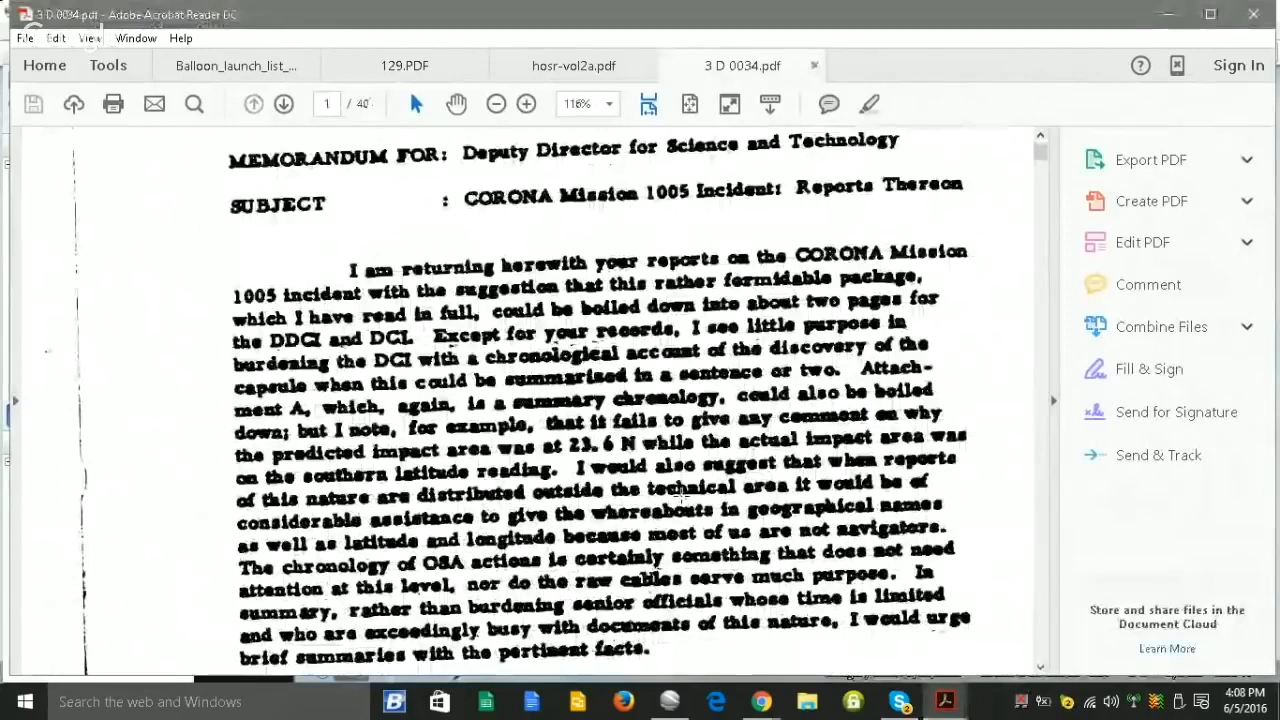 3 D 0034.pdf - Adobe Acrobat Reader DC
Google
File Edit View Window Help
Home Tools Balloon_launch_list_... 129.PDF hosr-vol2a.pdf 3 D 0034.pdf × ? Sign In
1 / 40 116%
MEMORANDUM FOR: Deputy Director for Science and Technology
SUBJECT : CORONA Mission 1005 Incident: Reports Thereon
I am returning herewith your reports on the CORONA Mission
1005 incident with the suggestion that this rather formidable package,
which I have read in full, could be boiled down into about two pages for
the DDCI and DCI. Except for your records, I see little purpose in
burdening the DCI with a chronological account of the discovery of the
capsule when this could be summarized in a sentence or two. Attach-
ment A, which, again, is a summary chronology, could also be boiled
down; but I note, for example, that it fails to give any comment on why
the predicted impact area was at 23.6 N while the actual impact area was
on the southern latitude reading. I would also suggest that when reports
of this nature are distributed outside the technical area it would be of
considerable assistance to give the whereabouts in geographical names
as well as latitude and longitude because most of us are not navigators.
The chronology of OSA actions is certainly something that does not need
attention at this level, nor do the raw cables serve much purpose. In
summary, rather than burdening senior officials whose time is limited
and who are exceedingly busy with documents of this nature, I would urge
brief summaries with the pertinent facts.
Export PDF
Create PDF
Edit PDF
Comment
Combine Files
Fill & Sign
Send for Signature
Send & Track
Store and share files in the
Document Cloud
Learn More
Search the web and Windows
4:08 PM
6/5/2016